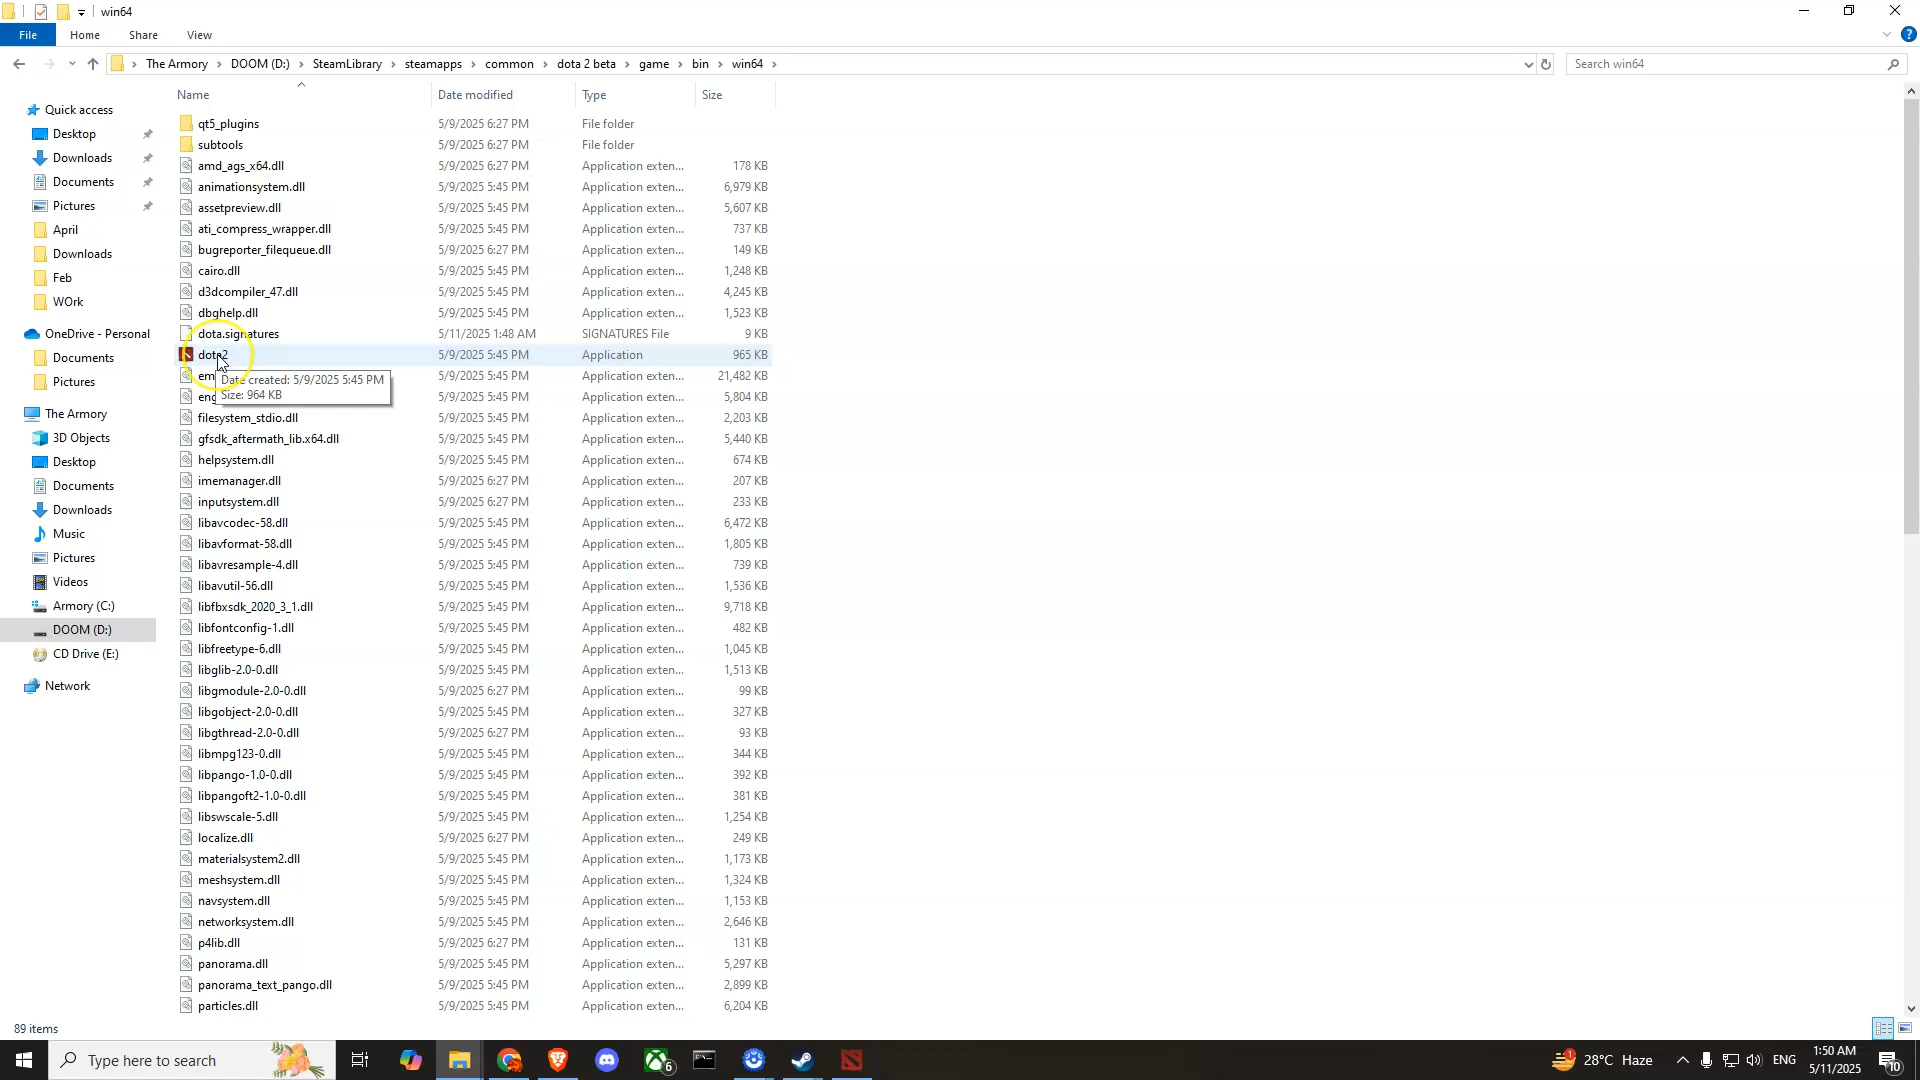 win64
File Home Share View
The Armory DOOM (D:) SteamLibrary steamapps common dota 2 beta game bin win64
Search win64
Name Date modified Type Size
Quick access
Desktop
Downloads
Documents
Pictures
April
Downloads
Feb
WOrk
OneDrive - Personal
Documents
Pictures
The Armory
3D Objects
Desktop
Documents
Downloads
Music
Pictures
Videos
Armory (C:)
DOOM (D:)
CD Drive (E:)
Network
qt5_plugins 5/9/2025 6:27 PM File folder
subtools 5/9/2025 6:27 PM File folder
amd_ags_x64.dll 5/9/2025 6:27 PM Application exten... 178 KB
animationsystem.dll 5/9/2025 5:45 PM Application exten... 6,979 KB
assetpreview.dll 5/9/2025 5:45 PM Application exten... 5,607 KB
ati_compress_wrapper.dll 5/9/2025 5:45 PM Application exten... 737 KB
bugreporter_filequeue.dll 5/9/2025 6:27 PM Application exten... 149 KB
cairo.dll 5/9/2025 5:45 PM Application exten... 1,248 KB
d3dcompiler_47.dll 5/9/2025 5:45 PM Application exten... 4,245 KB
dbghelp.dll 5/9/2025 5:45 PM Application exten... 1,523 KB
dota.signatures 5/11/2025 1:48 AM SIGNATURES File 9 KB
dota2 5/9/2025 5:45 PM Application 965 KB
em 5/9/2025 5:45 PM Application exten... 21,482 KB
Date created: 5/9/2025 5:45 PM
Size: 964 KB
eng 5/9/2025 5:45 PM Application exten... 5,804 KB
filesystem_stdio.dll 5/9/2025 5:45 PM Application exten... 2,203 KB
gfsdk_aftermath_lib.x64.dll 5/9/2025 5:45 PM Application exten... 5,440 KB
helpsystem.dll 5/9/2025 5:45 PM Application exten... 674 KB
imemanager.dll 5/9/2025 6:27 PM Application exten... 207 KB
inputsystem.dll 5/9/2025 6:27 PM Application exten... 233 KB
libavcodec-58.dll 5/9/2025 5:45 PM Application exten... 6,472 KB
libavformat-58.dll 5/9/2025 5:45 PM Application exten... 1,805 KB
libavresample-4.dll 5/9/2025 5:45 PM Application exten... 739 KB
libavutil-56.dll 5/9/2025 5:45 PM Application exten... 1,536 KB
libfbxsdk_2020_3_1.dll 5/9/2025 5:45 PM Application exten... 9,718 KB
libfontconfig-1.dll 5/9/2025 5:45 PM Application exten... 482 KB
libfreetype-6.dll 5/9/2025 5:45 PM Application exten... 1,045 KB
libglib-2.0-0.dll 5/9/2025 5:45 PM Application exten... 1,513 KB
libgmodule-2.0-0.dll 5/9/2025 6:27 PM Application exten... 99 KB
libgobject-2.0-0.dll 5/9/2025 5:45 PM Application exten... 327 KB
libgthread-2.0-0.dll 5/9/2025 6:27 PM Application exten... 93 KB
libmpg123-0.dll 5/9/2025 5:45 PM Application exten... 344 KB
libpango-1.0-0.dll 5/9/2025 5:45 PM Application exten... 392 KB
libpangoft2-1.0-0.dll 5/9/2025 5:45 PM Application exten... 381 KB
libswscale-5.dll 5/9/2025 5:45 PM Application exten... 1,254 KB
localize.dll 5/9/2025 6:27 PM Application exten... 249 KB
materialsystem2.dll 5/9/2025 5:45 PM Application exten... 1,173 KB
meshsystem.dll 5/9/2025 5:45 PM Application exten... 1,324 KB
navsystem.dll 5/9/2025 5:45 PM Application exten... 1,153 KB
networksystem.dll 5/9/2025 5:45 PM Application exten... 2,646 KB
p4lib.dll 5/9/2025 6:27 PM Application exten... 131 KB
panorama.dll 5/9/2025 5:45 PM Application exten... 5,297 KB
panorama_text_pango.dll 5/9/2025 5:45 PM Application exten... 2,899 KB
particles.dll 5/9/2025 5:45 PM Application exten... 6,204 KB
89 items
Type here to search
6
1
28°C Haze
ENG
1:50 AM
5/11/2025
10